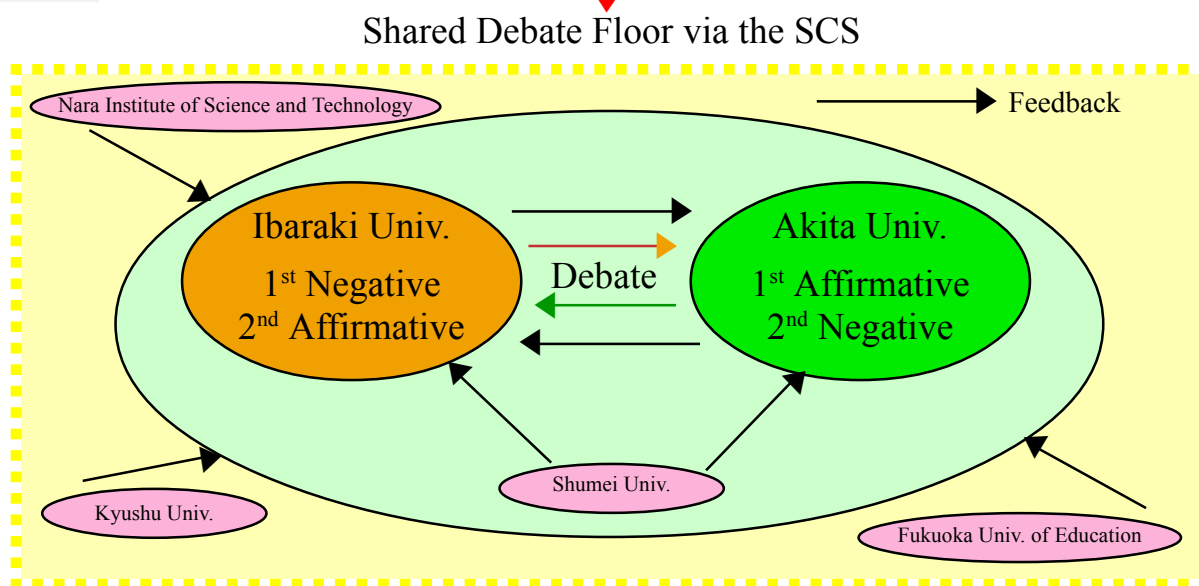 Shared Debate Floor via the SCS
Nara Institute of Science and Technology
Feedback
Ibaraki Univ.
1st Negative
2nd Affirmative
Debate
Akita Univ.
1st Affirmative
2nd Negative
Shumei Univ.
Kyushu Univ.
Fukuoka Univ. of Education